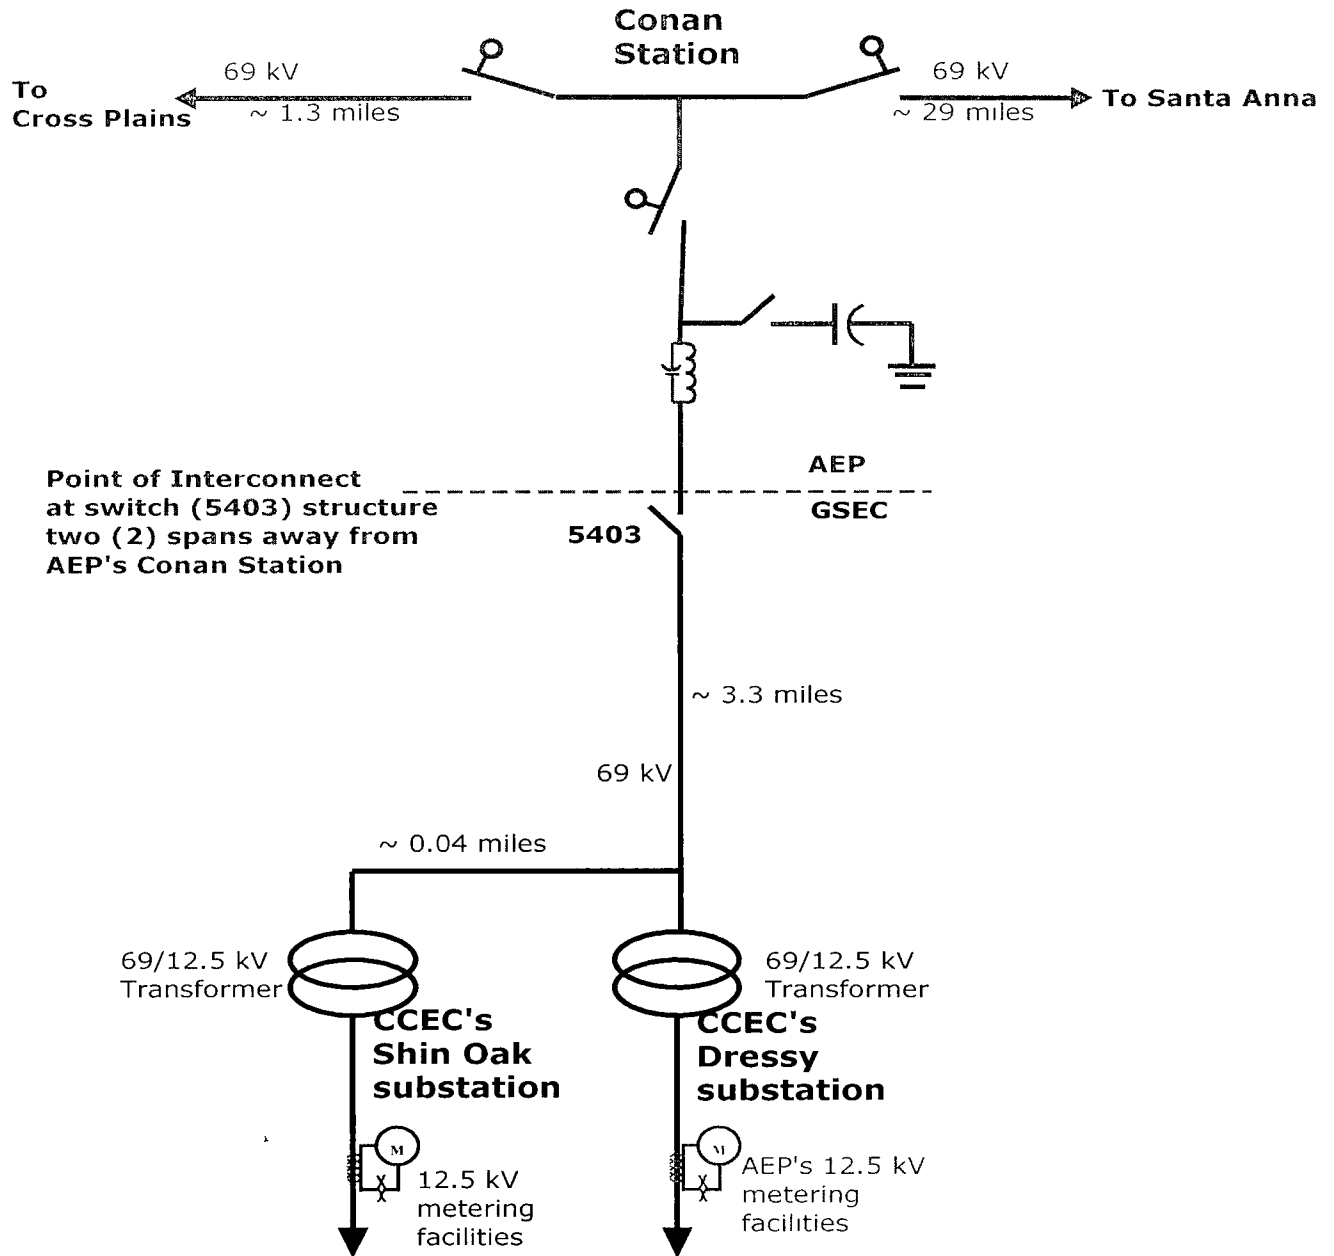 Conan
Station
69 kV
69 kV
To
Cross Plains
~ 1.3 miles
~ 29 miles
To Santa Anna
Point of Interconnect
at switch (5403) structure
two (2) spans away from
AEP's Conan Station
AEP
GSEC
5403
~ 3.3 miles
69 kV
~ 0.04 miles
69/12.5 kV
Transformer
69/12.5 kV
Transformer
CCEC's
Shin Oak
substation
CCEC's
Dressy
substation
M
12.5 kV
metering
facilities
M
AEP's 12.5 kV
metering
facilities